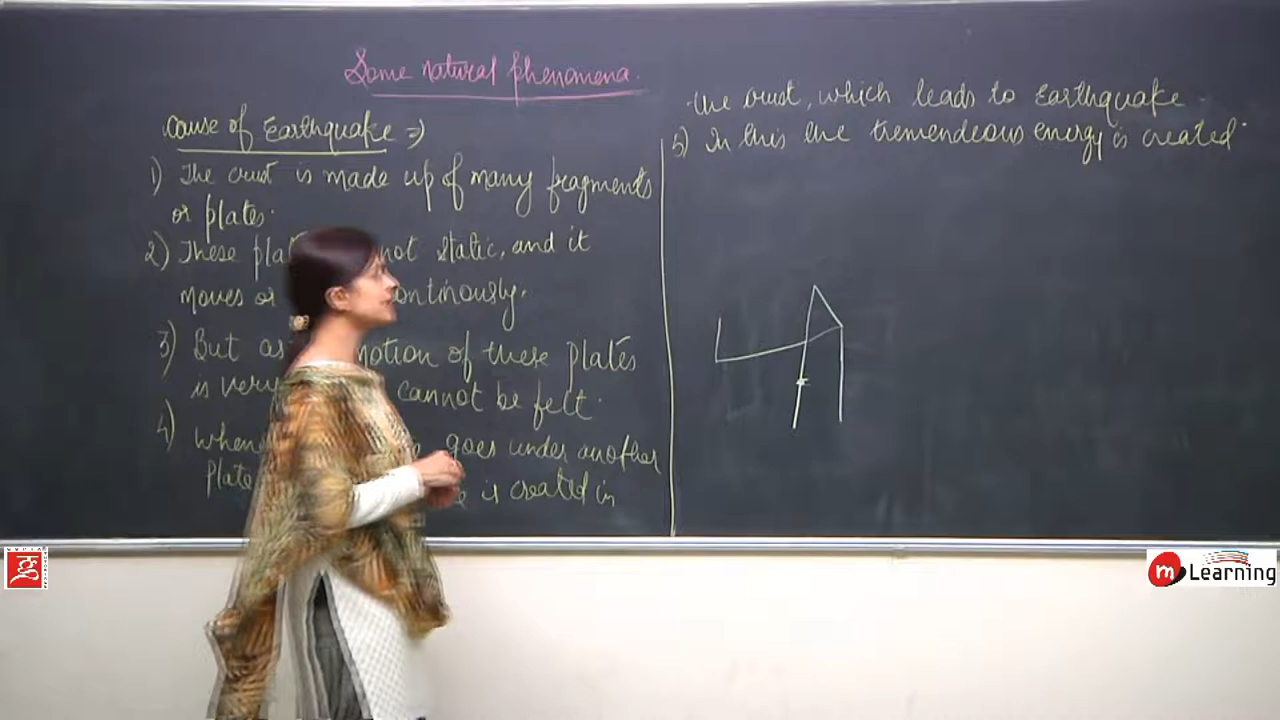 Some natural phenomena.
Cause of Earthquake =>
1) The crust is made up of many fragments
or plates.
2) These plat not static, and it
moves or continously.
3) But as motion of these plates
is very cannot be felt.
4) When goes under another
plate is created in
the crust, which leads to Earthquake.
5) In this the tremendeous energy is created.
m Learning